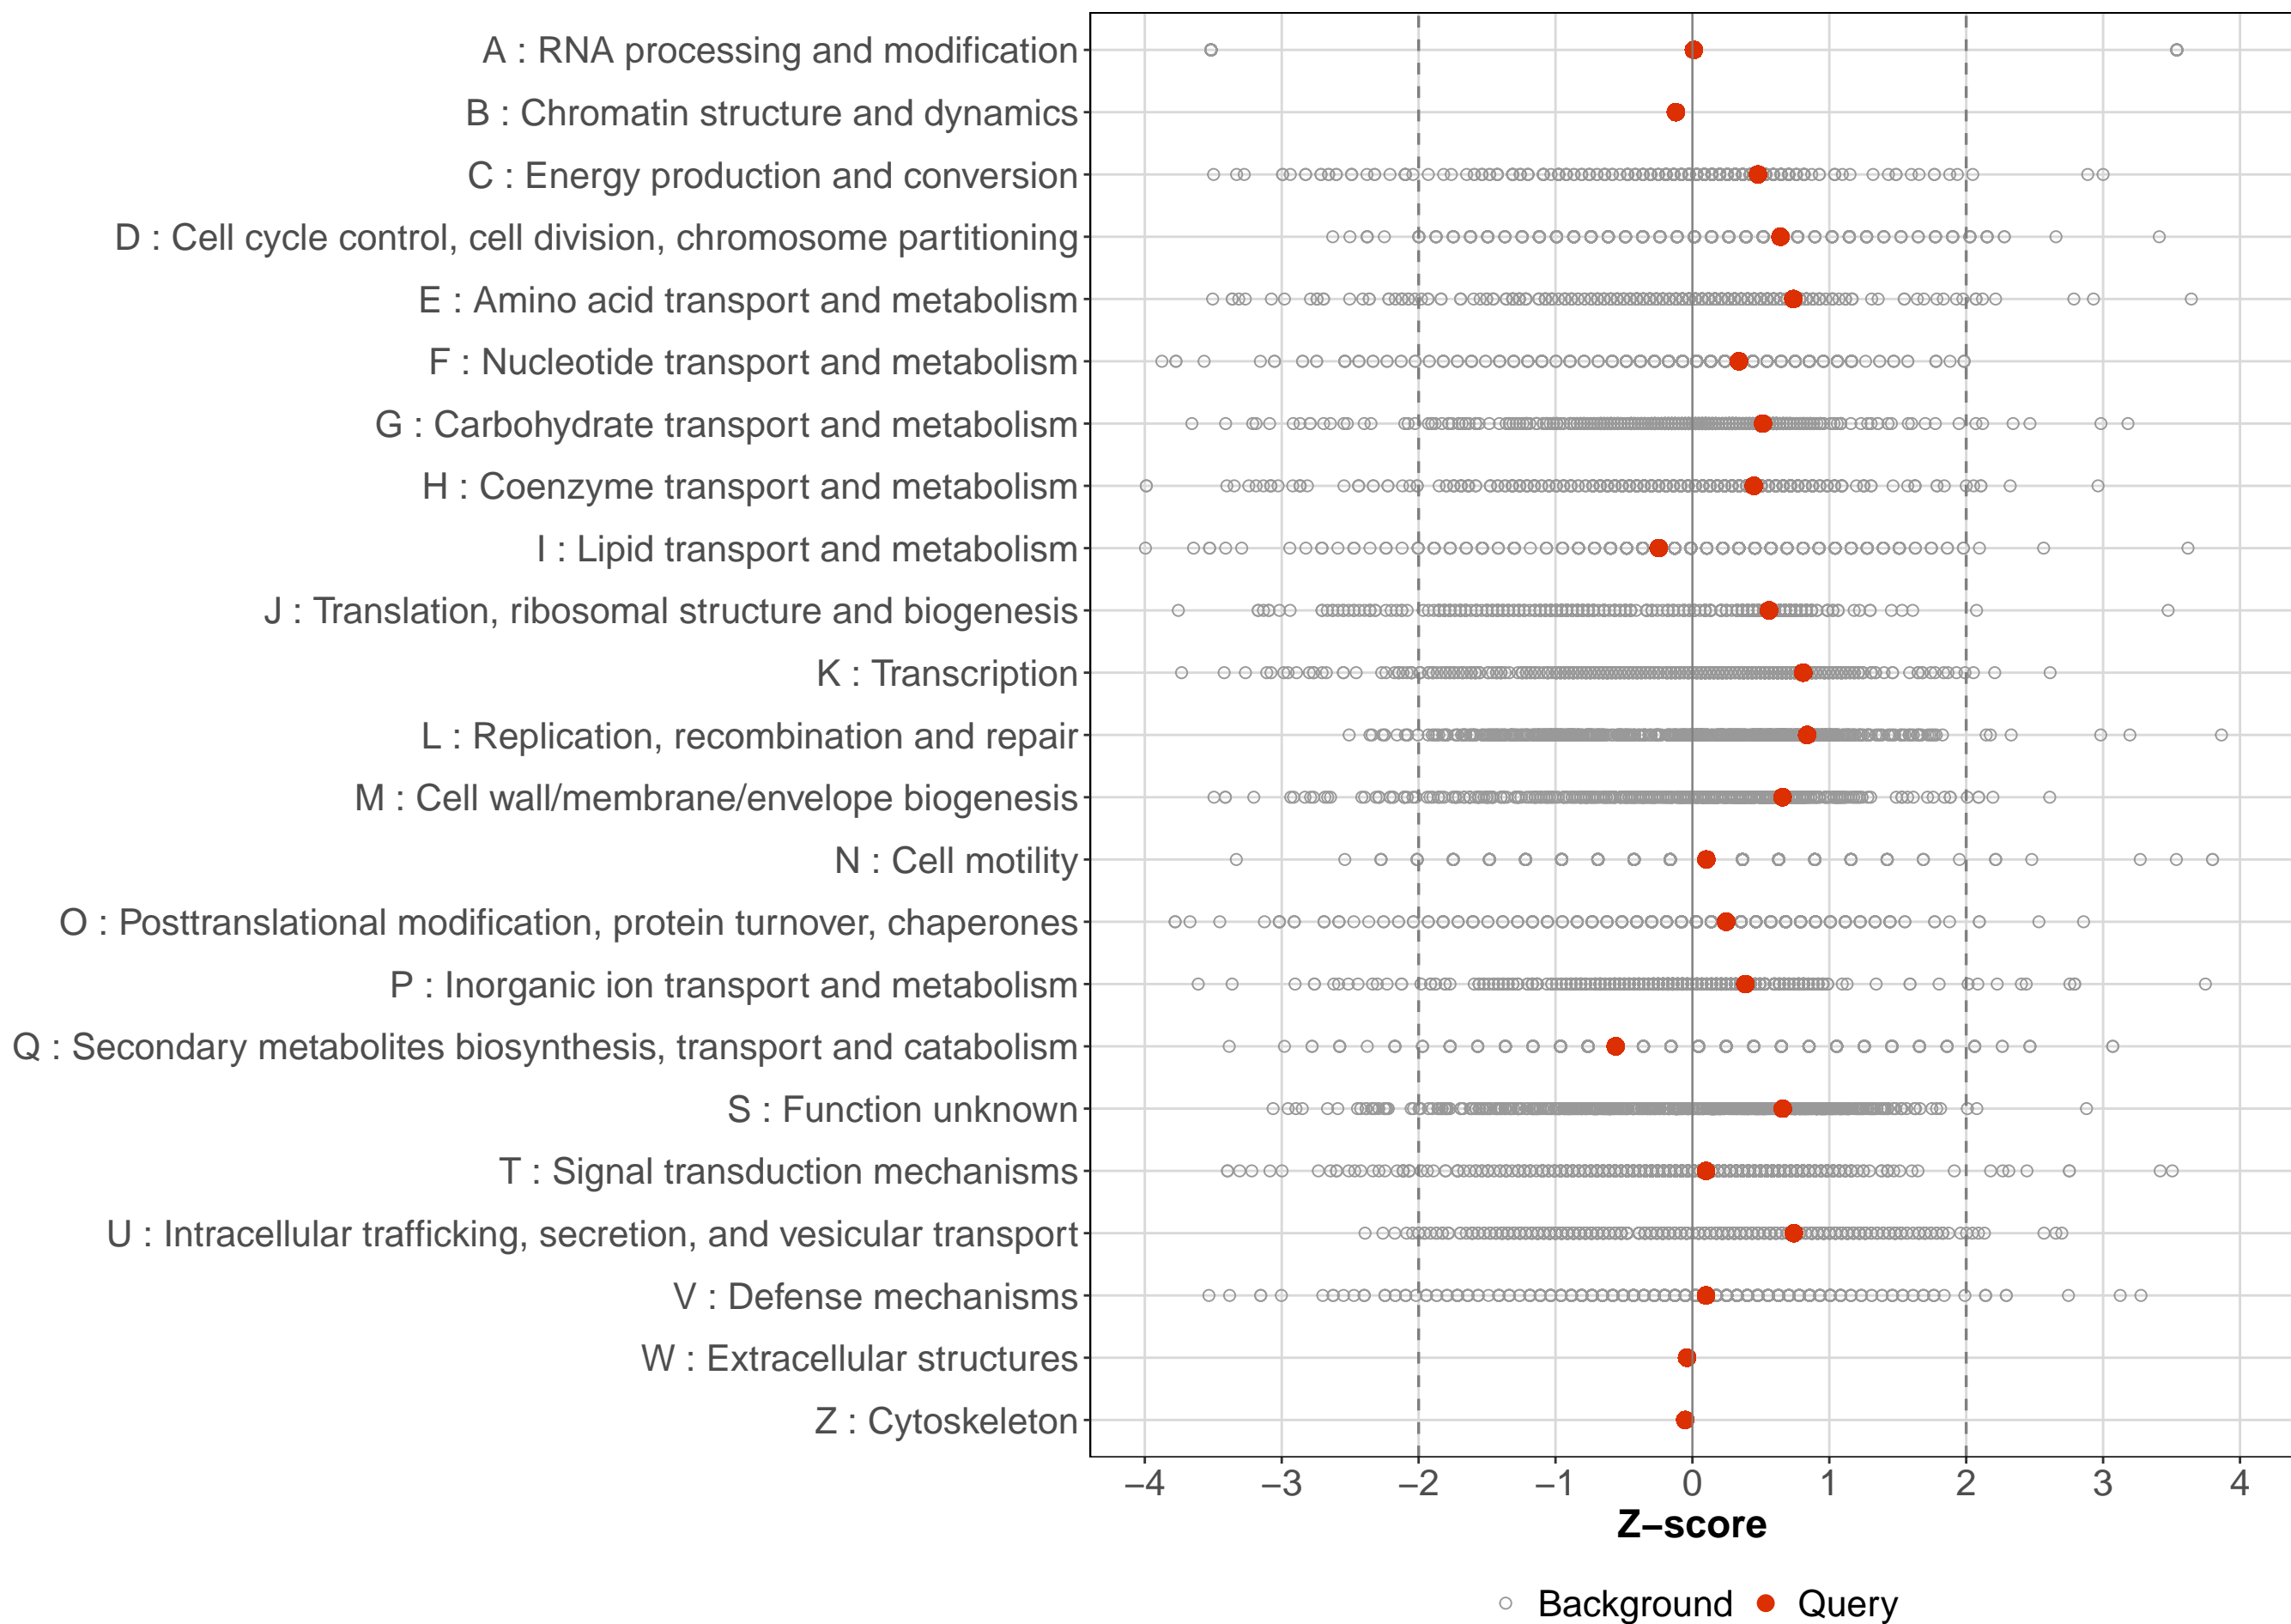 A : RNA processing and modification
B : Chromatin structure and dynamics
C : Energy production and conversion
D : Cell cycle control, cell division, chromosome partitioning
E : Amino acid transport and metabolism
F : Nucleotide transport and metabolism
G : Carbohydrate transport and metabolism
H : Coenzyme transport and metabolism
I : Lipid transport and metabolism
J : Translation, ribosomal structure and biogenesis
K : Transcription
L : Replication, recombination and repair
M : Cell wall/membrane/envelope biogenesis
N : Cell motility
O : Posttranslational modification, protein turnover, chaperones
P : Inorganic ion transport and metabolism
Q : Secondary metabolites biosynthesis, transport and catabolism
S : Function unknown
T : Signal transduction mechanisms
U : Intracellular trafficking, secretion, and vesicular transport
V : Defense mechanisms
W : Extracellular structures
Z : Cytoskeleton
−4 −3 −2 −1 0 1 2 3 4
Z−score
Background Query